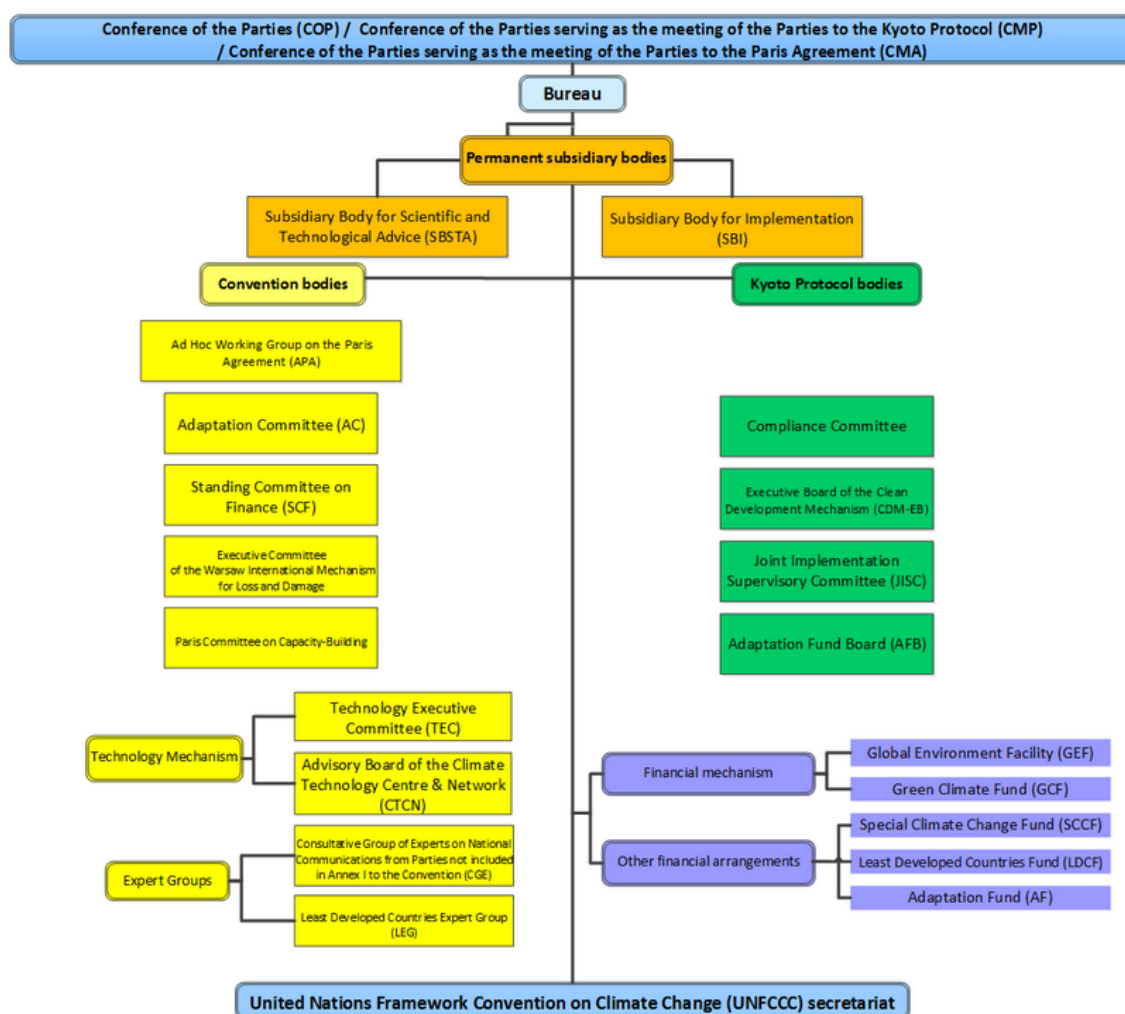 Conference of the Parties (COP) / Conference of the Parties serving as the meeting of the Parties to the Kyoto Protocol (CMP)
/ Conference of the Parties serving as the meeting of the Parties to the Paris Agreement (CMA)
Bureau
Permanent subsidiary bodies
Subsidiary Body for Scientific and
Technological Advice (SBSTA)
Subsidiary Body for Implementation
(SBI)
Convention bodies
Kyoto Protocol bodies
Ad Hoc Working Group on the Paris
Agreement (APA)
Adaptation Committee (AC)
Compliance Committee
Standing Committee on
Finance (SCF)
Executive Board of the Clean
Development Mechanism (CDM-EB)
Executive Committee
of the Warsaw International Mechanism
for Loss and Damage
Joint Implementation
Supervisory Committee (JISC)
Paris Committee on Capacity-Building
Adaptation Fund Board (AFB)
Technology Mechanism
Technology Executive
Committee (TEC)
Advisory Board of the Climate
Technology Centre & Network
(CTCN)
Expert Groups
Consultative Group of Experts on National
Communications from Parties not included
in Annex I to the Convention (CGE)
Least Developed Countries Expert Group
(LEG)
Financial mechanism
Global Environment Facility (GEF)
Green Climate Fund (GCF)
Other financial arrangements
Special Climate Change Fund (SCCF)
Least Developed Countries Fund (LDCF)
Adaptation Fund (AF)
United Nations Framework Convention on Climate Change (UNFCCC) secretariat